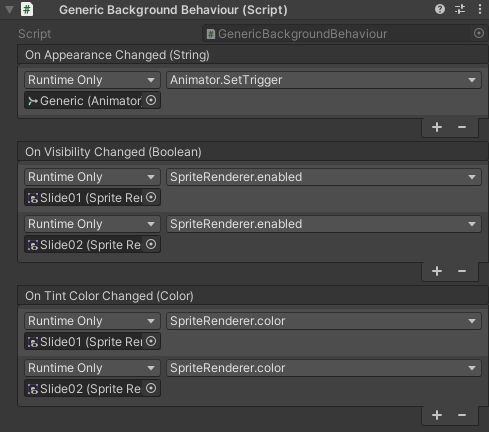 Generic Background Behaviour (Script)
Script GenericBackgroundBehaviour
On Appearance Changed (String)
Runtime Only Animator.SetTrigger
Generic (Animator
On Visibility Changed (Boolean)
Runtime Only SpriteRenderer.enabled
Slide01 (Sprite Ren
Runtime Only SpriteRenderer.enabled
Slide02 (Sprite Re
On Tint Color Changed (Color)
Runtime Only SpriteRenderer.color
Slide01 (Sprite Ren
Runtime Only SpriteRenderer.color
Slide02 (Sprite Re